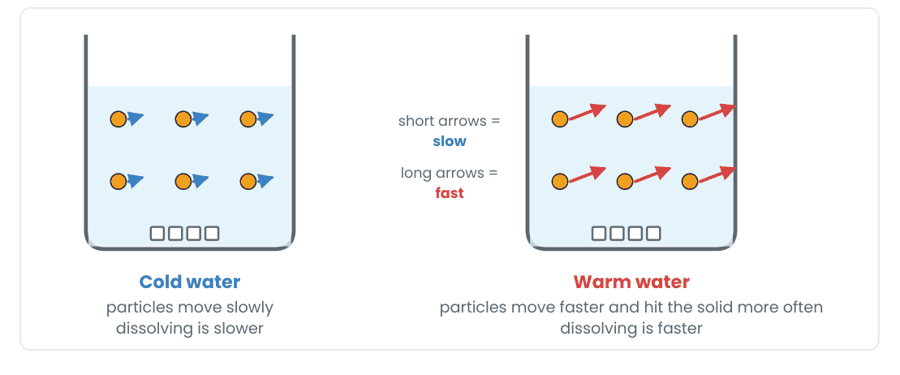 short arrows =
slow
long arrows =
fast
Cold water
particles move slowly
dissolving is slower
Warm water
particles move faster and hit the solid more often
dissolving is faster